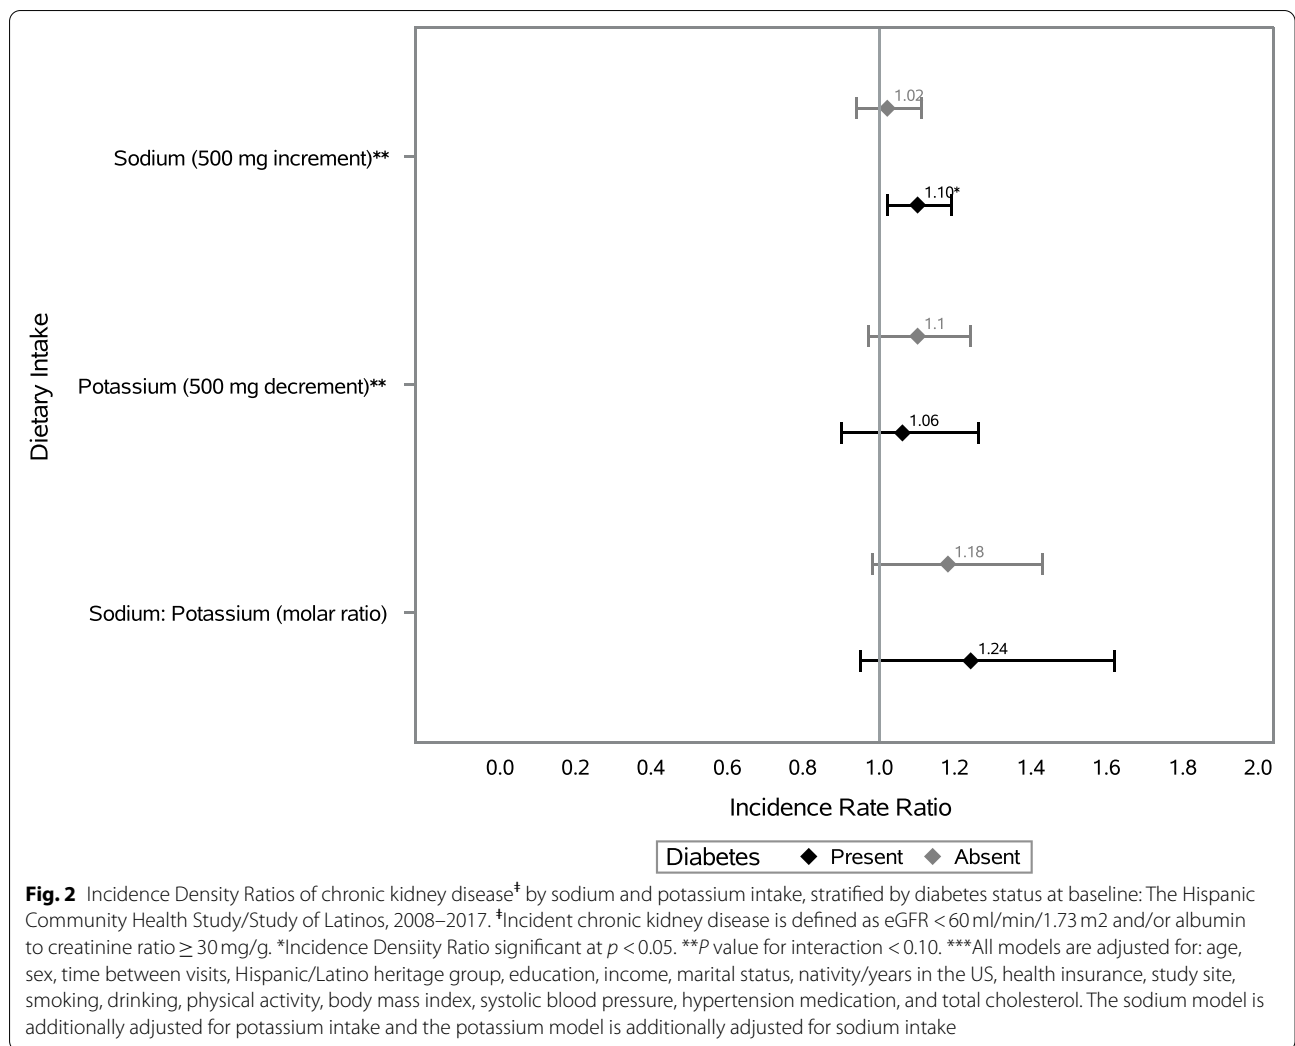 1.02
Sodium (500 mg increment)**
1.10*
1.1
Dietary Intake
Potassium (500 mg decrement)**
1.06
1.18
Sodium: Potassium (molar ratio)
1.24
0.0 0.2 0.4 0.6 0.8 1.0 1.2 1.4 1.6 1.8 2.0
Incidence Rate Ratio
Diabetes Present Absent
Fig. 2 Incidence Density Ratios of chronic kidney disease‡ by sodium and potassium intake, stratified by diabetes status at baseline: The Hispanic
Community Health Study/Study of Latinos, 2008–2017. ‡Incident chronic kidney disease is defined as eGFR < 60 ml/min/1.73 m2 and/or albumin
to creatinine ratio ≥ 30 mg/g. *Incidence Densiity Ratio significant at p < 0.05. **P value for interaction < 0.10. ***All models are adjusted for: age,
sex, time between visits, Hispanic/Latino heritage group, education, income, marital status, nativity/years in the US, health insurance, study site,
smoking, drinking, physical activity, body mass index, systolic blood pressure, hypertension medication, and total cholesterol. The sodium model is
additionally adjusted for potassium intake and the potassium model is additionally adjusted for sodium intake